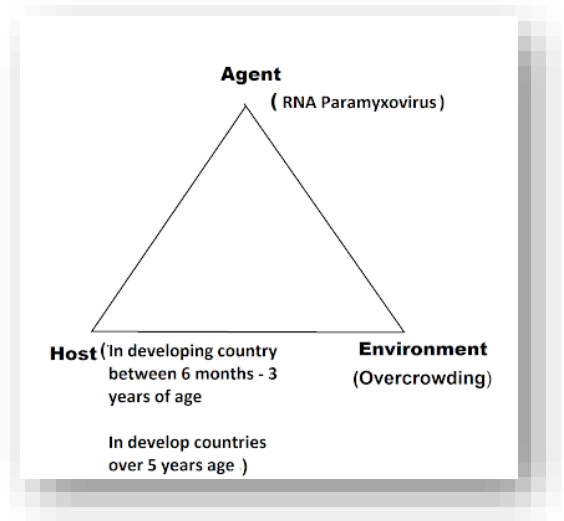 Agent
( RNA Paramyxovirus )
Host ( 'In developing country
between 6 months - 3
years of age
In develop countries
over 5 years age )
Environment
(Overcrowding)